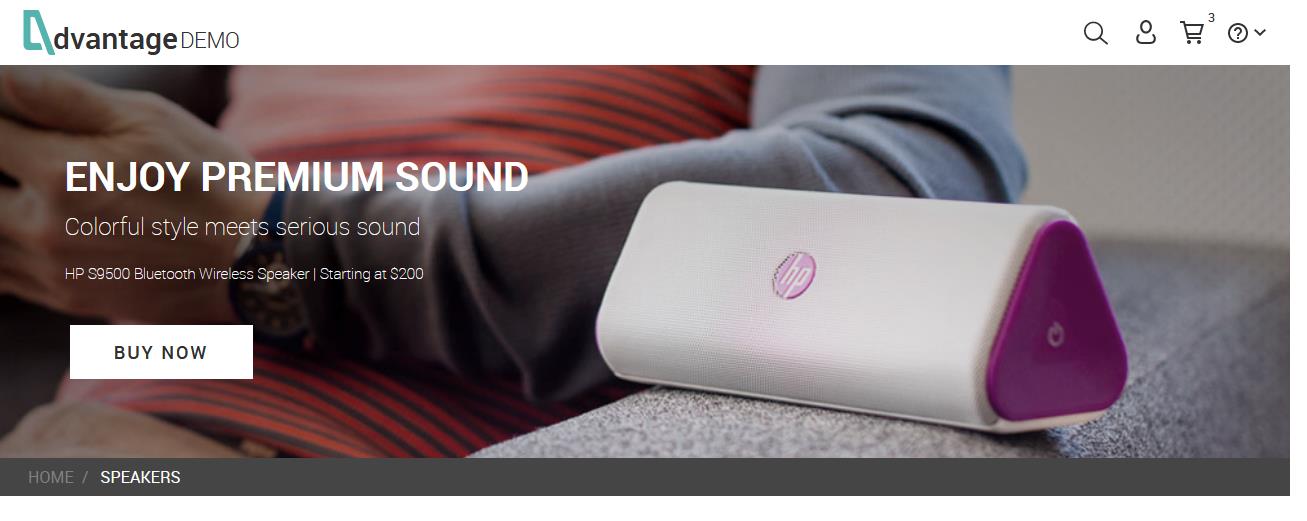 dvantage DEMO
3
ENJOY PREMIUM SOUND
Colorful style meets serious sound
HP S9500 Bluetooth Wireless Speaker | Starting at $200
hp
BUY NOW
HOME / SPEAKERS